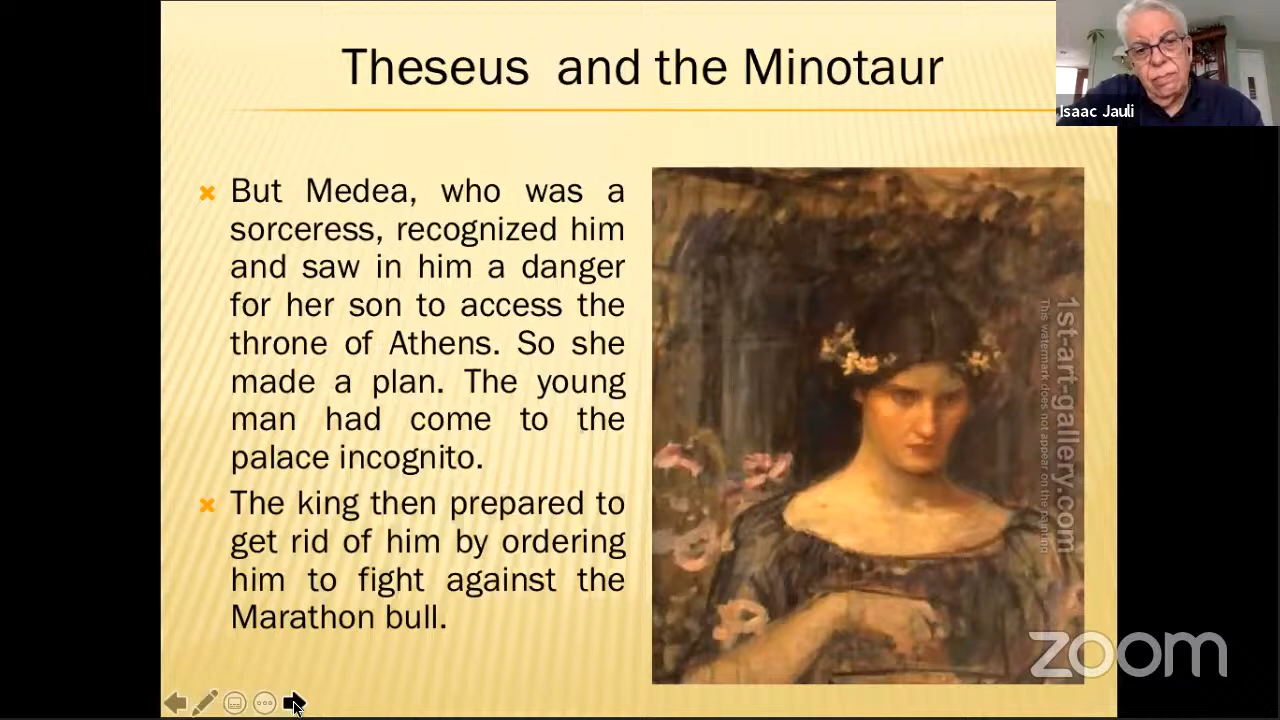 Theseus and the Minotaur
Isaac Jauli
But Medea, who was a
sorceress, recognized him
and saw in him a danger
for her son to access the
throne of Athens. So she
made a plan. The young
man had come to the
palace incognito.
The king then prepared to
get rid of him by ordering
him to fight against the
Marathon bull.
1st-art-gallery.com
This watermark does not appear on the painting
zoom